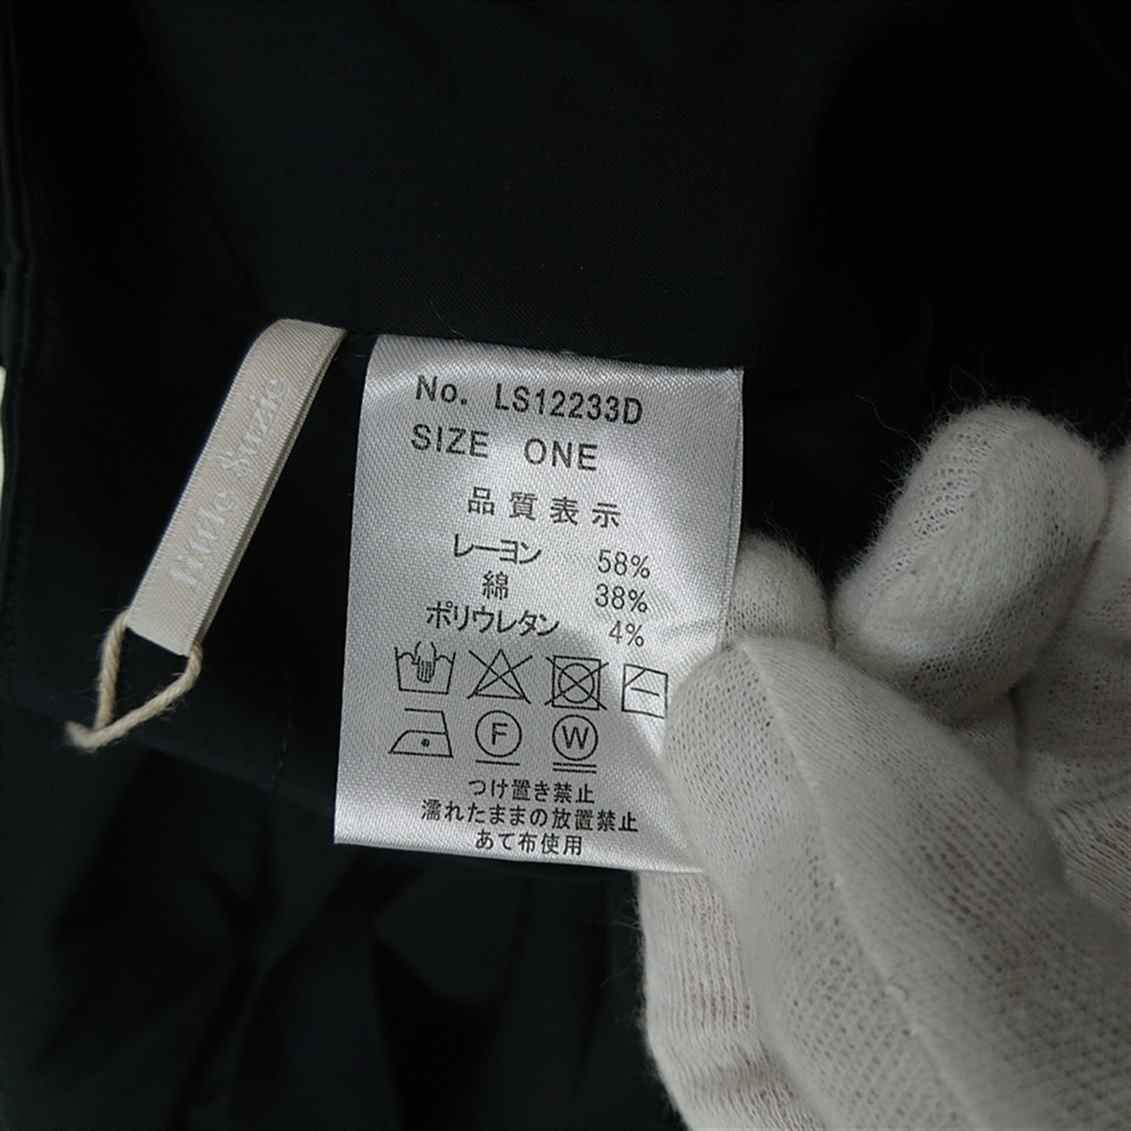 little suzie
No. LS12233D
SIZE ONE
品質表示
レーヨン 58%
綿 38%
ポリウレタン 4%
F W
つけ置き禁止
濡れたままの放置禁止
あて布使用